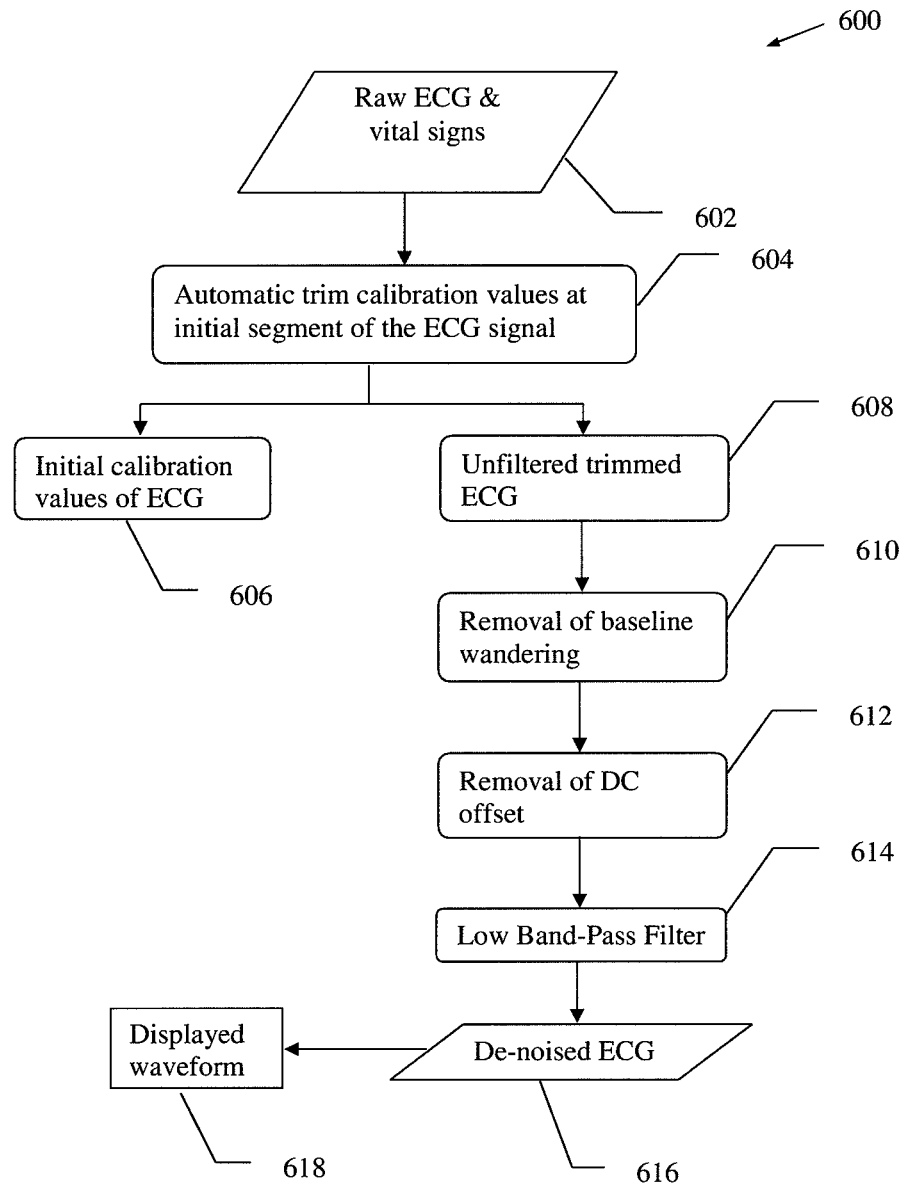 600
Raw ECG &
vital signs
602
604
Automatic trim calibration values at
initial segment of the ECG signal
608
Initial calibration
values of ECG
Unfiltered trimmed
ECG
606
610
Removal of baseline
wandering
612
Removal of DC
offset
614
Low Band-Pass Filter
Displayed
waveform
De-noised ECG
618
616